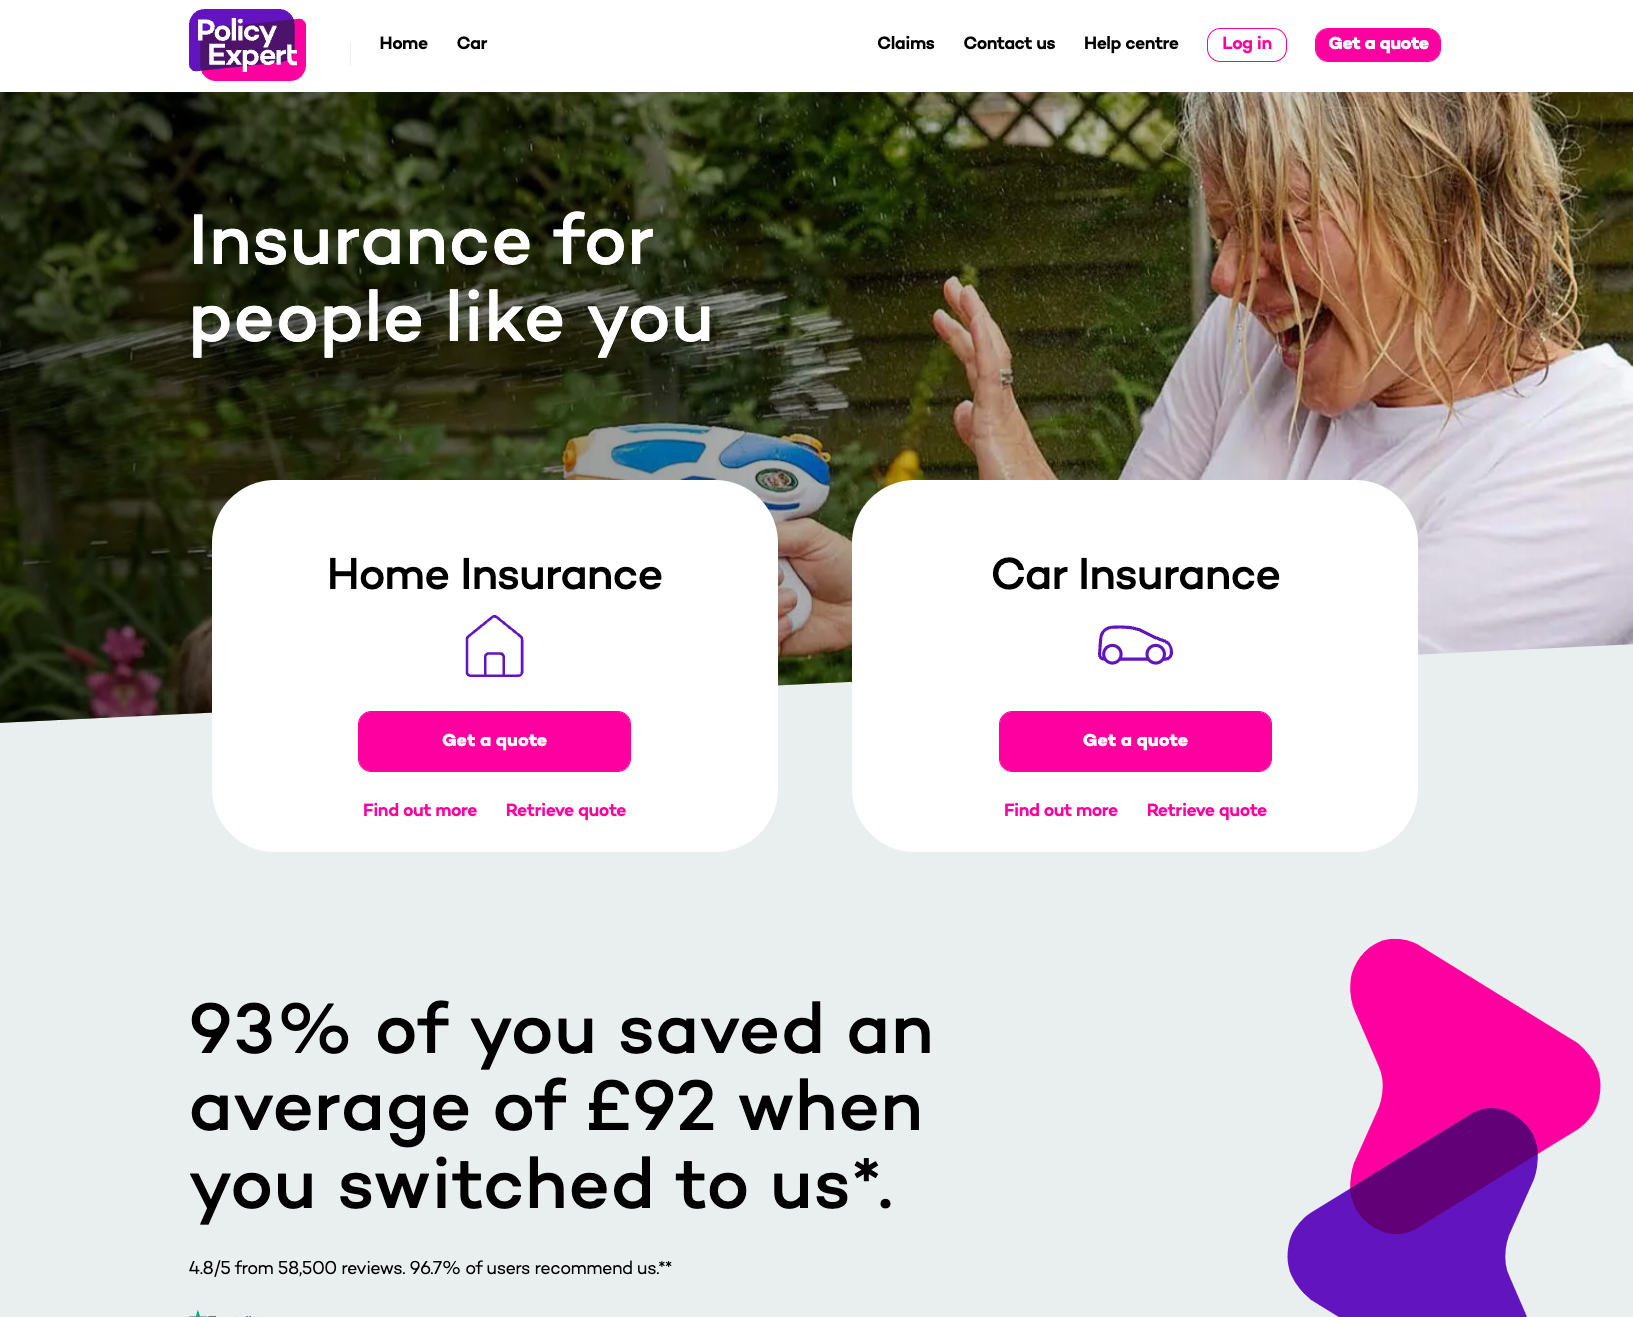 Policy
Expert
Home
Car
Claims
Contact us
Help centre
Log in
Get a quote
Insurance for
people like you
Home Insurance
Get a quote
Find out more
Retrieve quote
Car Insurance
Get a quote
Find out more
Retrieve quote
93% of you saved an
average of £92 when
you switched to us*.
4.8/5 from 58,500 reviews. 96.7% of users recommend us.**